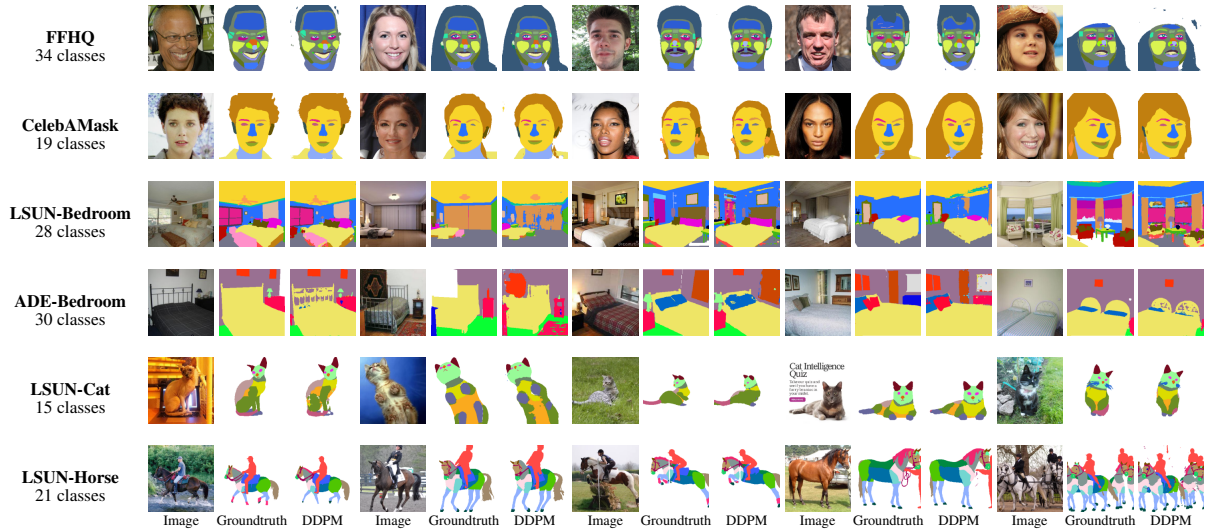 FFHQ
34 classes
CelebAMask
19 classes
LSUN-Bedroom
28 classes
ADE-Bedroom
30 classes
LSUN-Cat
15 classes
Cat Intelligence
Quiz
LSUN-Horse
21 classes
Image Groundtruth DDPM Image Groundtruth DDPM Image Groundtruth DDPM Image Groundtruth DDPM Image Groundtruth DDPM